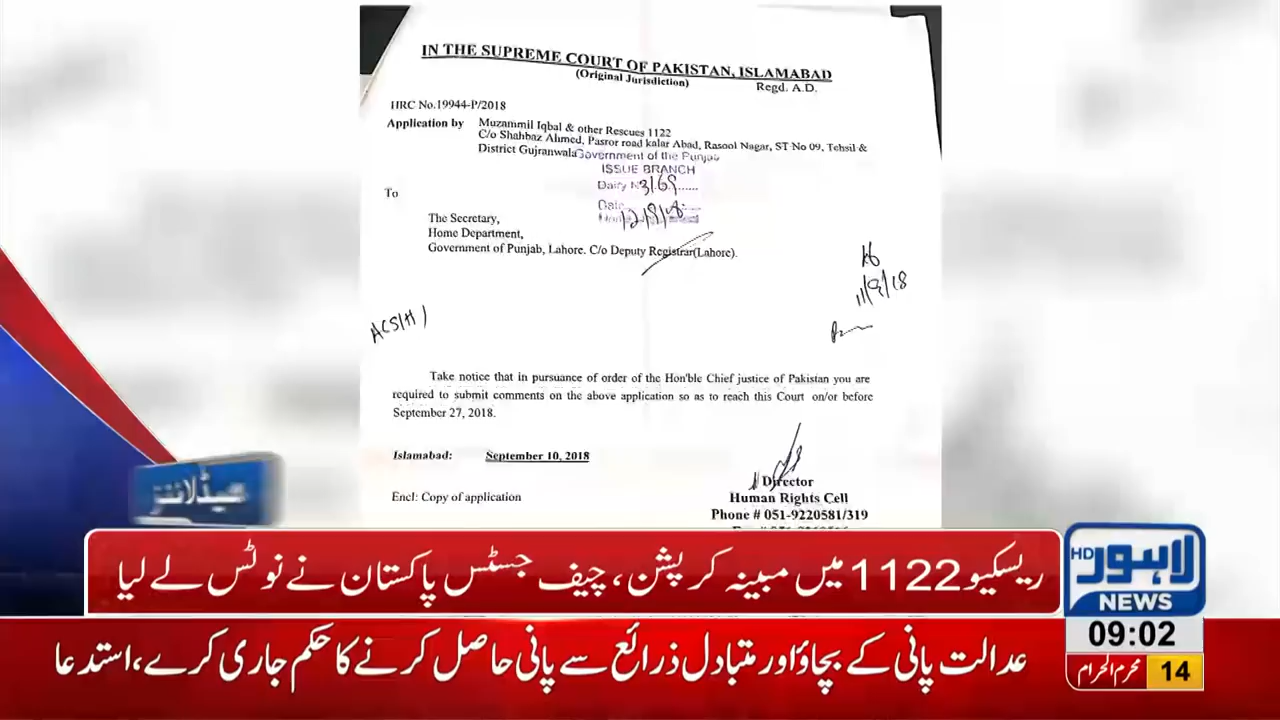 IN THE SUPREME COURT OF PAKISTAN, ISLAMABAD
(Original Jurisdiction)
Regd. A.D.
HRC No.19944-P/2018
Application by Muzammil Iqbal & other Rescues 1122
C/o Shahbaz Ahmed, Pasror road kalar Abad, Rasool Nagar, ST No 09, Tehsil &
District Gujranwala
Government of the Punjab
ISSUE BRANCH
To
The Secretary,
Home Department,
Government of Punjab, Lahore. C/o Deputy Registrar(Lahore).
11/9/18
ACS(H)
Take notice that in pursuance of order of the Hon'ble Chief justice of Pakistan you are
required to submit comments on the above application so as to reach this Court on/or before
September 27, 2018.
Islamabad: September 10, 2018
Director
Encl: Copy of application
Human Rights Cell
Phone # 051-9220581/319
ہیڈلائنز
ریسکیو 1122 میں مبینہ کرپشن، چیف جسٹس پاکستان نے نوٹس لے لیا
لاہور HD
NEWS
09:02
عدالت پانی کے بچاؤ اور متبادل ذرائع سے پانی حاصل کرنے کا حکم جاری کرے، استدعا
14 محرم الحرام